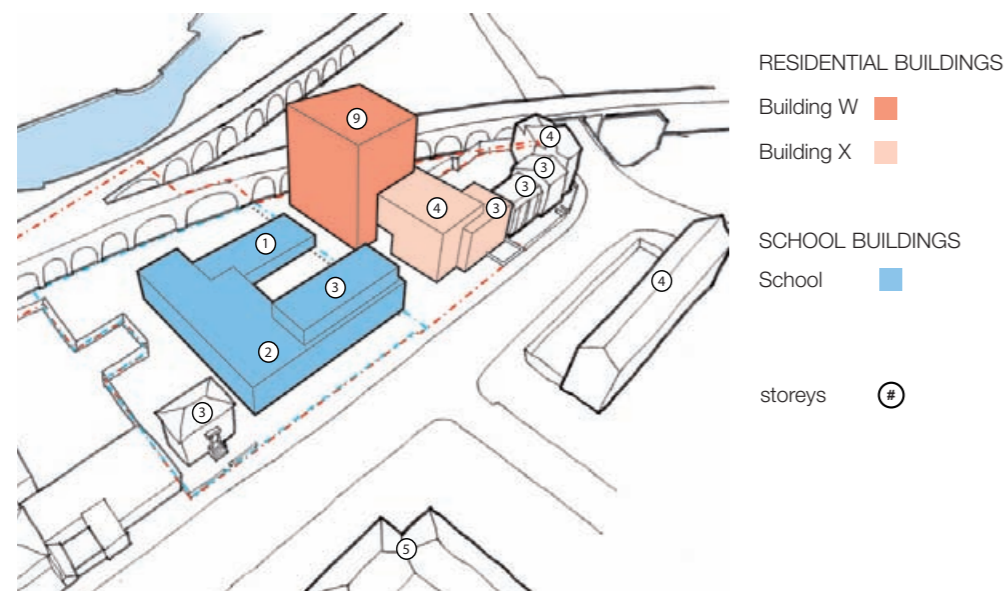 RESIDENTIAL BUILDINGS
Building W
Building X
SCHOOL BUILDINGS
School
storeys #
9
4
4
3
3
3
1
3
4
2
3
5